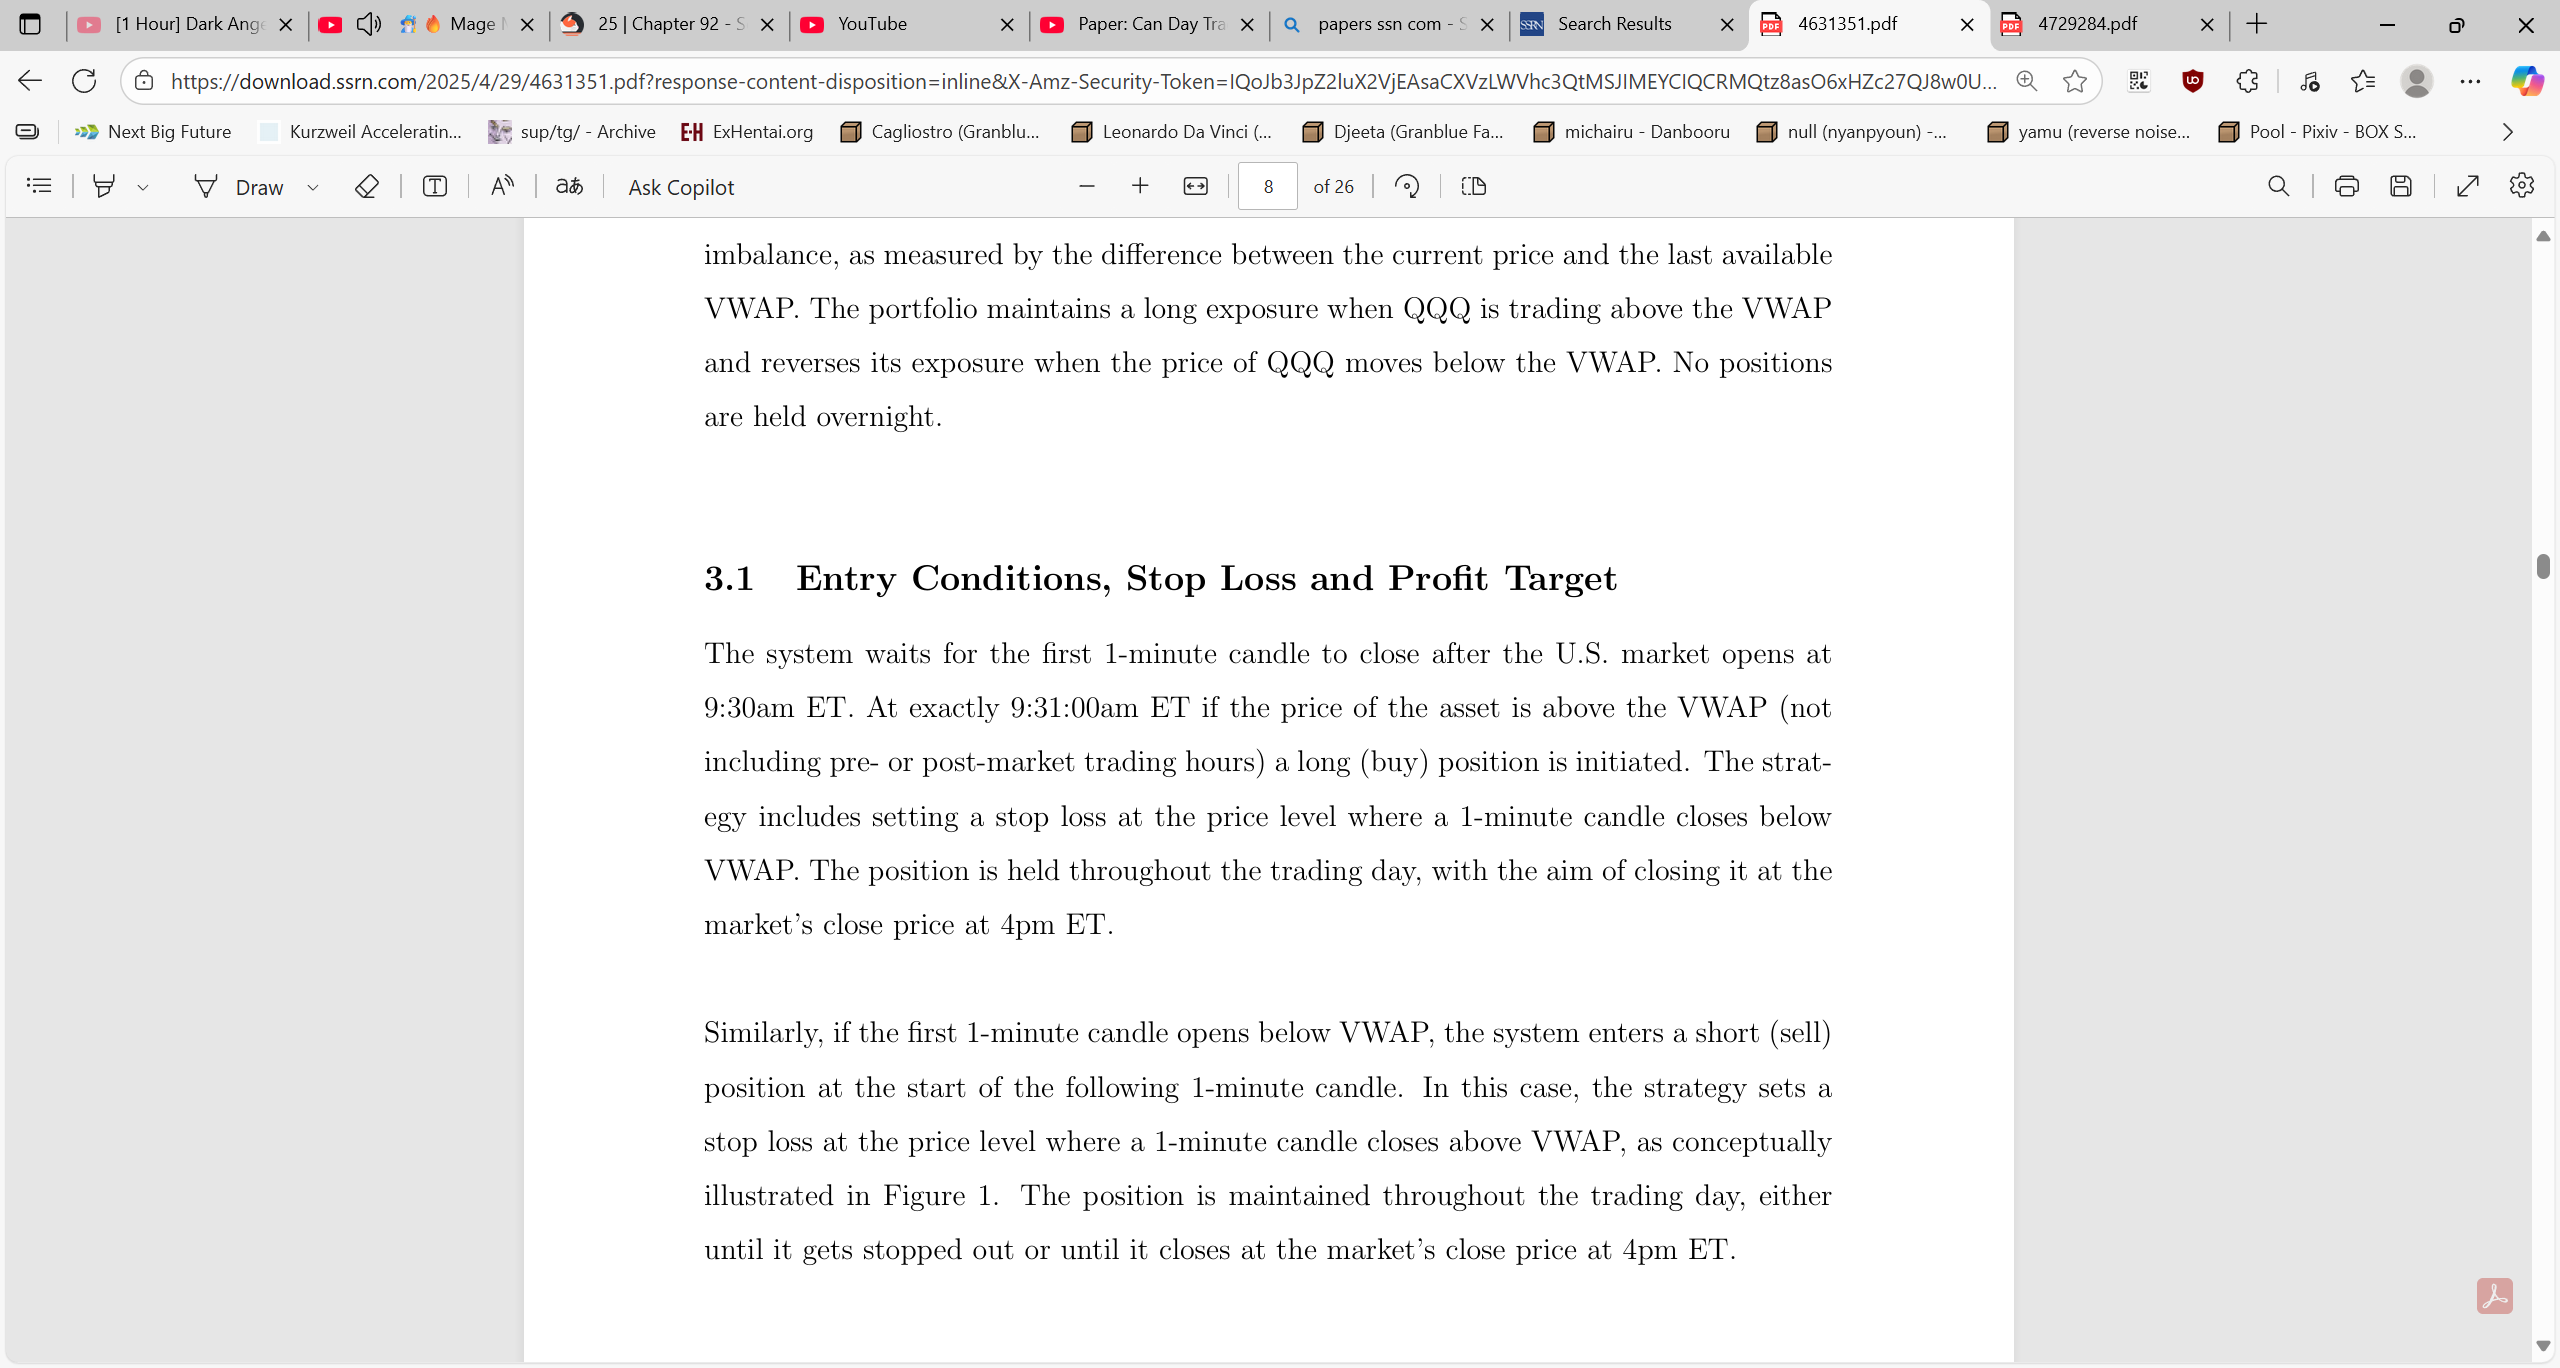 [1 Hour] Dark Ange
Mage
25 | Chapter 92 - S
YouTube
Paper: Can Day Tra
papers ssn com - S
SSRN
Search Results
PDF
4631351.pdf
PDF
4729284.pdf
https://download.ssrn.com/2025/4/29/4631351.pdf?response-content-disposition=inline&X-Amz-Security-Token=IQoJb3JpZ2luX2VjEAsaCXVzLWVhc3QtMSJIMEYCIQCRMQtz8asO6xHZc27QJ8w0U...
Next Big Future
Kurzweil Acceleratin...
sup/tg/ - Archive
E-H
ExHentai.org
Cagliostro (Granblu...
Leonardo Da Vinci (...
Djeeta (Granblue Fa...
michairu - Danbooru
null (nyanpyoun) -...
yamu (reverse noise...
Pool - Pixiv - BOX S...
Draw
aあ
Ask Copilot
8
of 26
imbalance, as measured by the difference between the current price and the last available
VWAP. The portfolio maintains a long exposure when QQQ is trading above the VWAP
and reverses its exposure when the price of QQQ moves below the VWAP. No positions
are held overnight.
3.1 Entry Conditions, Stop Loss and Profit Target
The system waits for the first 1-minute candle to close after the U.S. market opens at
9:30am ET. At exactly 9:31:00am ET if the price of the asset is above the VWAP (not
including pre- or post-market trading hours) a long (buy) position is initiated. The strat-
egy includes setting a stop loss at the price level where a 1-minute candle closes below
VWAP. The position is held throughout the trading day, with the aim of closing it at the
market's close price at 4pm ET.
Similarly, if the first 1-minute candle opens below VWAP, the system enters a short (sell)
position at the start of the following 1-minute candle. In this case, the strategy sets a
stop loss at the price level where a 1-minute candle closes above VWAP, as conceptually
illustrated in Figure 1. The position is maintained throughout the trading day, either
until it gets stopped out or until it closes at the market's close price at 4pm ET.